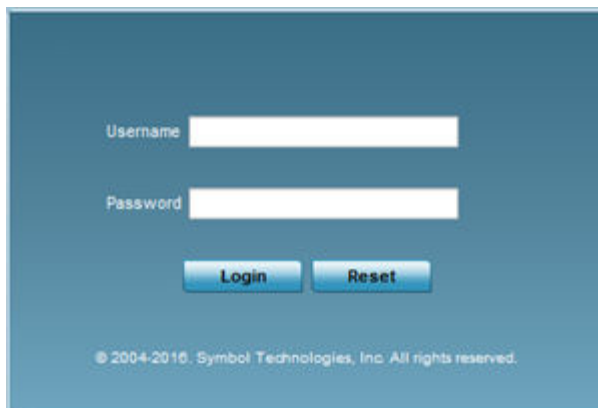 Username
Password
Login Reset
© 2004-2016. Symbol Technologies, Inc. All rights reserved.